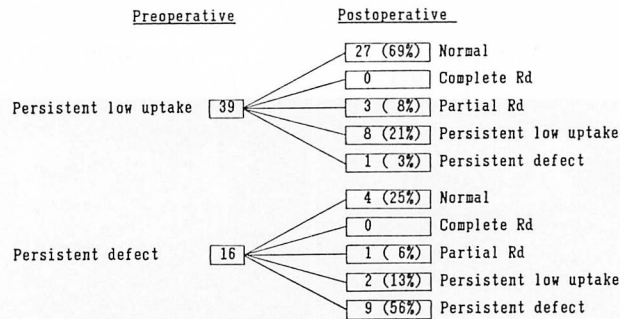 Preoperative Postoperative
27 (69%) Normal
0 Complete Rd
Persistent low uptake 39 3 ( 8%) Partial Rd
8 (21%) Persistent low uptake
1 ( 3%) Persistent defect
4 (25%) Normal
0 Complete Rd
Persistent defect 16 1 ( 6%) Partial Rd
2 (13%) Persistent low uptake
9 (56%) Persistent defect